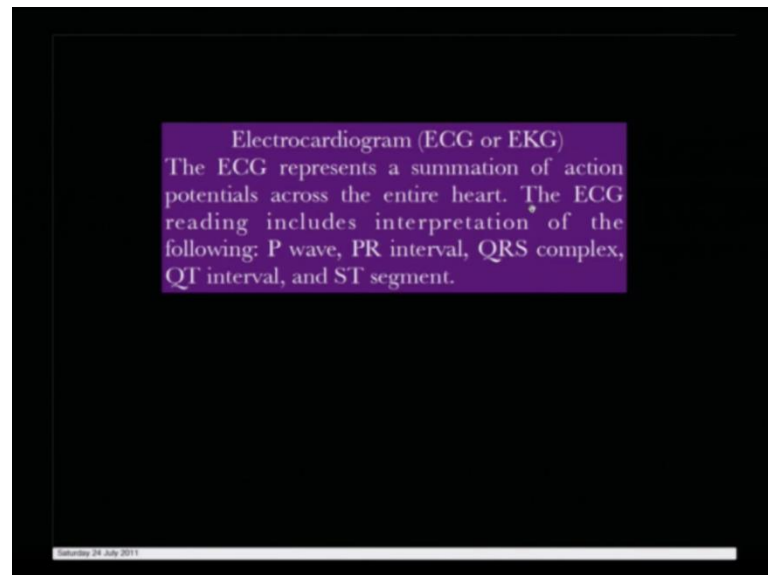 Electrocardiogram (ECG or EKG)
The ECG represents a summation of action
potentials across the entire heart. The ECG
reading includes interpretation of the
following: P wave, PR interval, QRS complex,
QT interval, and ST segment.
Saturday 24 July 2011